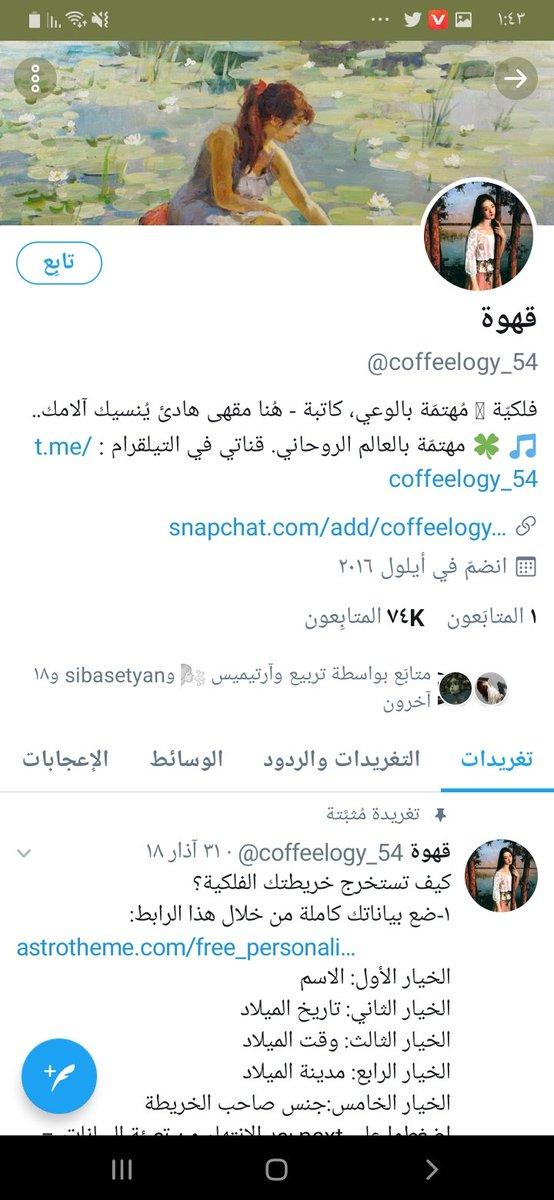 ١:٤٣
تابِع
قهوة
@coffeelogy_54
فلكيّة ▯ مُهتمّة بالوعي، كاتبة - هُنا مقهى هادئ يُنسيك آلامك..
🎵 🍀 مهتمّة بالعالم الروحاني. قناتي في التيلقرام : t.me/
coffeelogy_54
snapchat.com/add/coffeelogy...
انضمّ في أيلول ٢٠١٦
١ المتابَعون ٧٤K المتابِعون
متابَع بواسطة تربيع وآرتيميس 🌬 وsibasetyan و١٨
آخرون
تغريدات التغريدات والردود الوسائط الإعجابات
تغريدة مُثبَّتة
قهوة @coffeelogy_54 · ٣١ آذار ١٨
كيف تستخرج خريطتك الفلكية؟
١-ضع بياناتك كاملة من خلال هذا الرابط:
astrotheme.com/free_personali...
الخيار الأول: الاسم
الخيار الثاني: تاريخ الميلاد
الخيار الثالث: وقت الميلاد
الخيار الرابع: مدينة الميلاد
الخيار الخامس:جنس صاحب الخريطة